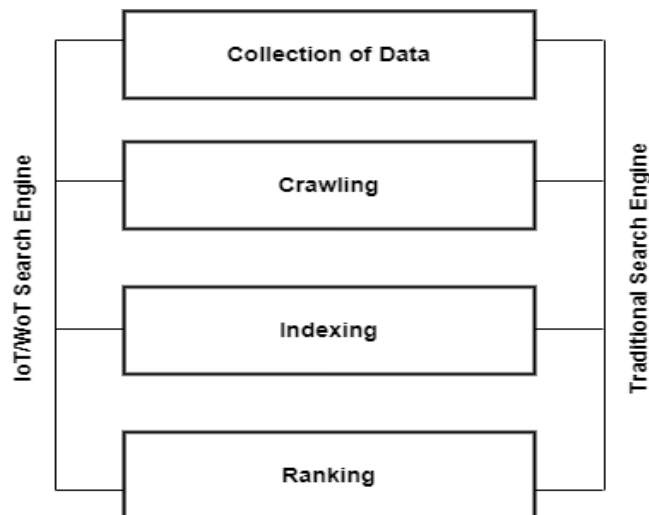 Collection of Data
Crawling
Indexing
Ranking
IoT/WoT Search Engine
Traditional Search Engine